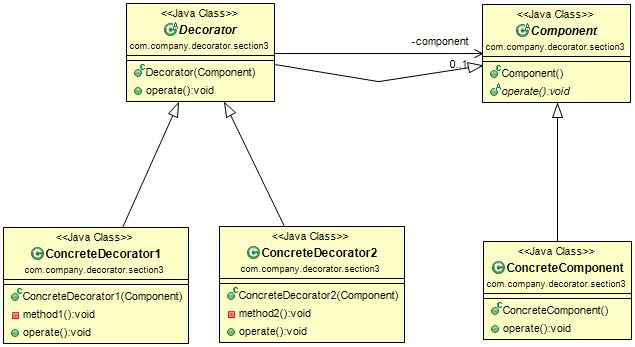 <<Java Class>>
Decorator
com.company.decorator.section3
Decorator(Component)
operate():void
-component
0..1
<<Java Class>>
Component
com.company.decorator.section3
Component()
operate():void
<<Java Class>>
ConcreteDecorator1
com.company.decorator.section3
ConcreteDecorator1(Component)
method1():void
operate():void
<<Java Class>>
ConcreteDecorator2
com.company.decorator.section3
ConcreteDecorator2(Component)
method2():void
operate():void
<<Java Class>>
ConcreteComponent
com.company.decorator.section3
ConcreteComponent()
operate():void